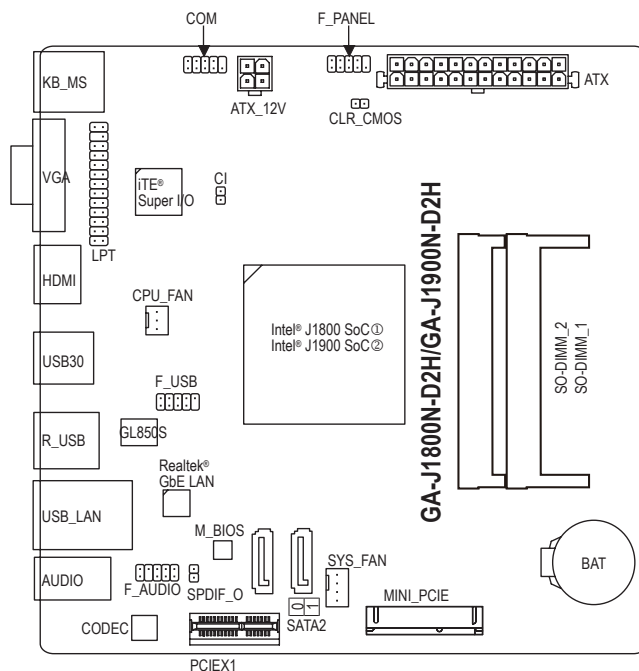 COM
F_PANEL
KB_MS
ATX_12V
ATX
CLR_CMOS
VGA
iTE®
Super I/O
CI
LPT
HDMI
CPU_FAN
Intel® J1800 SoC①
Intel® J1900 SoC②
GA-J1800N-D2H/GA-J1900N-D2H
SO-DIMM_2
SO-DIMM_1
USB30
F_USB
R_USB
GL850S
Realtek®
GbE LAN
USB_LAN
M_BIOS
SYS_FAN
BAT
AUDIO
F_AUDIO
SPDIF_O
0
1
SATA2
MINI_PCIE
CODEC
PCIEX1